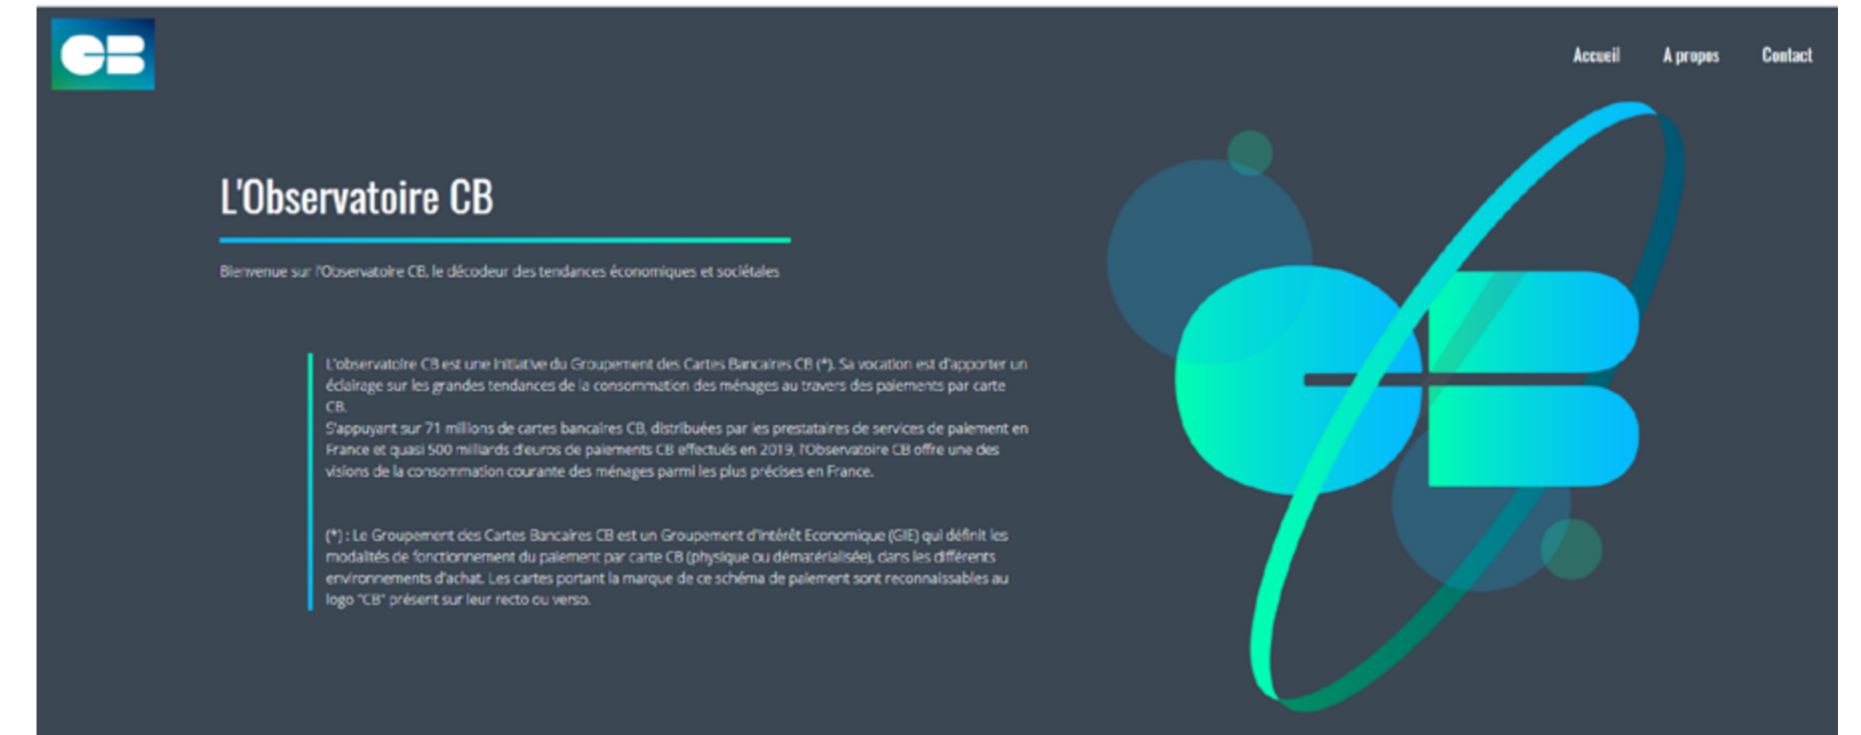 CB
Accueil A propos Contact
L'Observatoire CB
Bienvenue sur l'Observatoire CB, le décodeur des tendances économiques et sociétales
L'observatoire CB est une initiative du Groupement des Cartes Bancaires CB (*). Sa vocation est d'apporter un
éclairage sur les grandes tendances de la consommation des ménages au travers des paiements par carte
CB.
S'appuyant sur 71 millions de cartes bancaires CB, distribuées par les prestataires de services de paiement en
France et quasi 500 milliards d'euros de paiements CB effectués en 2019, l'Observatoire CB offre une des
visions de la consommation courante des ménages parmi les plus précises en France.
(*) : Le Groupement des Cartes Bancaires CB est un Groupement d'Intérêt Economique (GIE) qui définit les
modalités de fonctionnement du paiement par carte CB (physique ou dématérialisée), dans les différents
environnements d'achat. Les cartes portant la marque de ce schéma de paiement sont reconnaissables au
logo "CB" présent sur leur recto ou verso.
CB